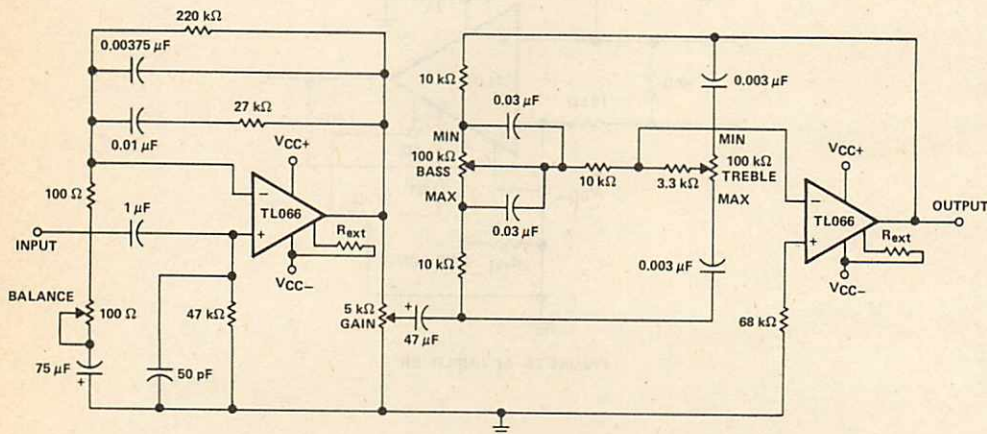 220 kΩ
0.00375 μF
27 kΩ
0.01 μF
VCC+
100 Ω
1 μF
−
TL066
+
INPUT
Rext
VCC−
BALANCE
100 Ω
47 kΩ
5 kΩ
GAIN
+
47 μF
75 μF
+
50 pF
10 kΩ
0.003 μF
0.03 μF
MIN
MIN
100 kΩ
BASS
10 kΩ
3.3 kΩ
100 kΩ
TREBLE
MAX
MAX
0.03 μF
10 kΩ
0.003 μF
VCC+
−
TL066
+
OUTPUT
Rext
VCC−
68 kΩ